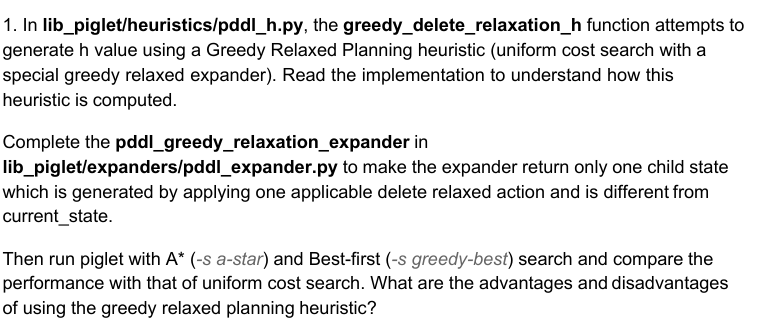 1. In lib_piglet/heuristics/pddl_h.py, the greedy_delete_relaxation_h function attempts to
generate h value using a Greedy Relaxed Planning heuristic (uniform cost search with a
special greedy relaxed expander). Read the implementation to understand how this
heuristic is computed.
Complete the pddl_greedy_relaxation_expander in
lib_piglet/expanders/pddl_expander.py to make the expander return only one child state
which is generated by applying one applicable delete relaxed action and is different from
current_state.
Then run piglet with A* (-s a-star) and Best-first (-s greedy-best) search and compare the
performance with that of uniform cost search. What are the advantages and disadvantages
of using the greedy relaxed planning heuristic?